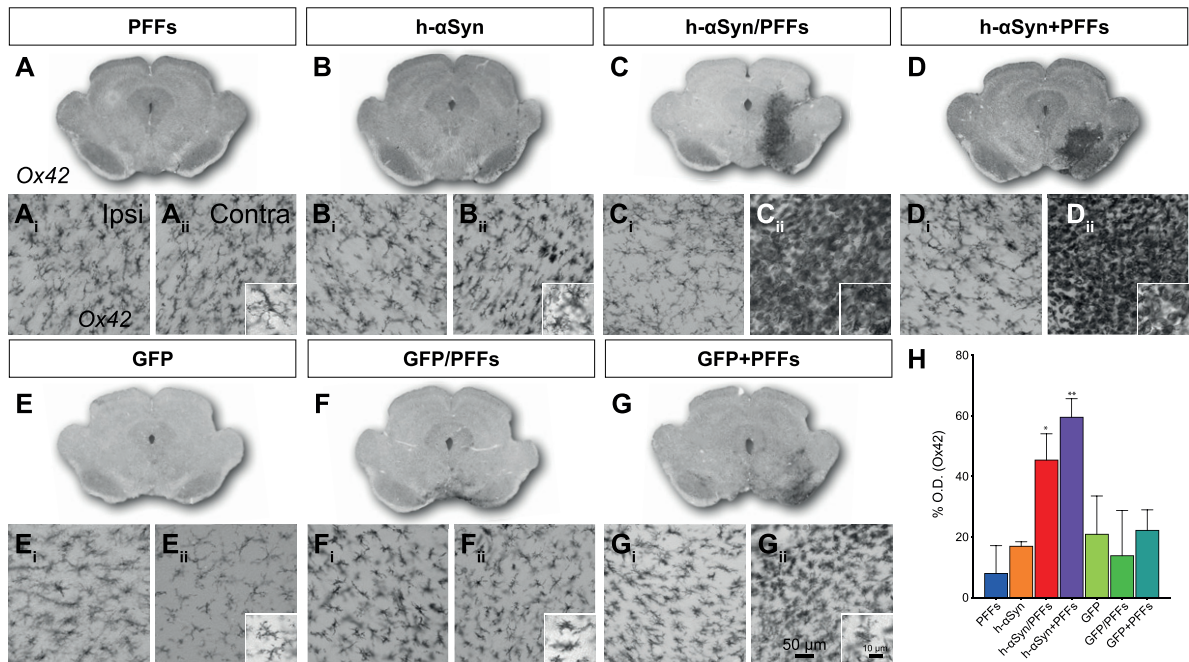 PFFs
h-αSyn
h-αSyn/PFFs
h-αSyn+PFFs
A
B
C
D
Ox42
Ai
Ipsi
Aii
Contra
Bi
Bii
Ci
Cii
Di
Dii
Ox42
GFP
GFP/PFFs
GFP+PFFs
H
E
F
G
Ei
Eii
Fi
Fii
Gi
Gii
50 µm
10 µm
% O.D. (Ox42)
80
60
40
20
0
*
**
PFFs
h-αSyn
h-αSyn/PFFs
h-αSyn+PFFs
GFP
GFP/PFFs
GFP+PFFs